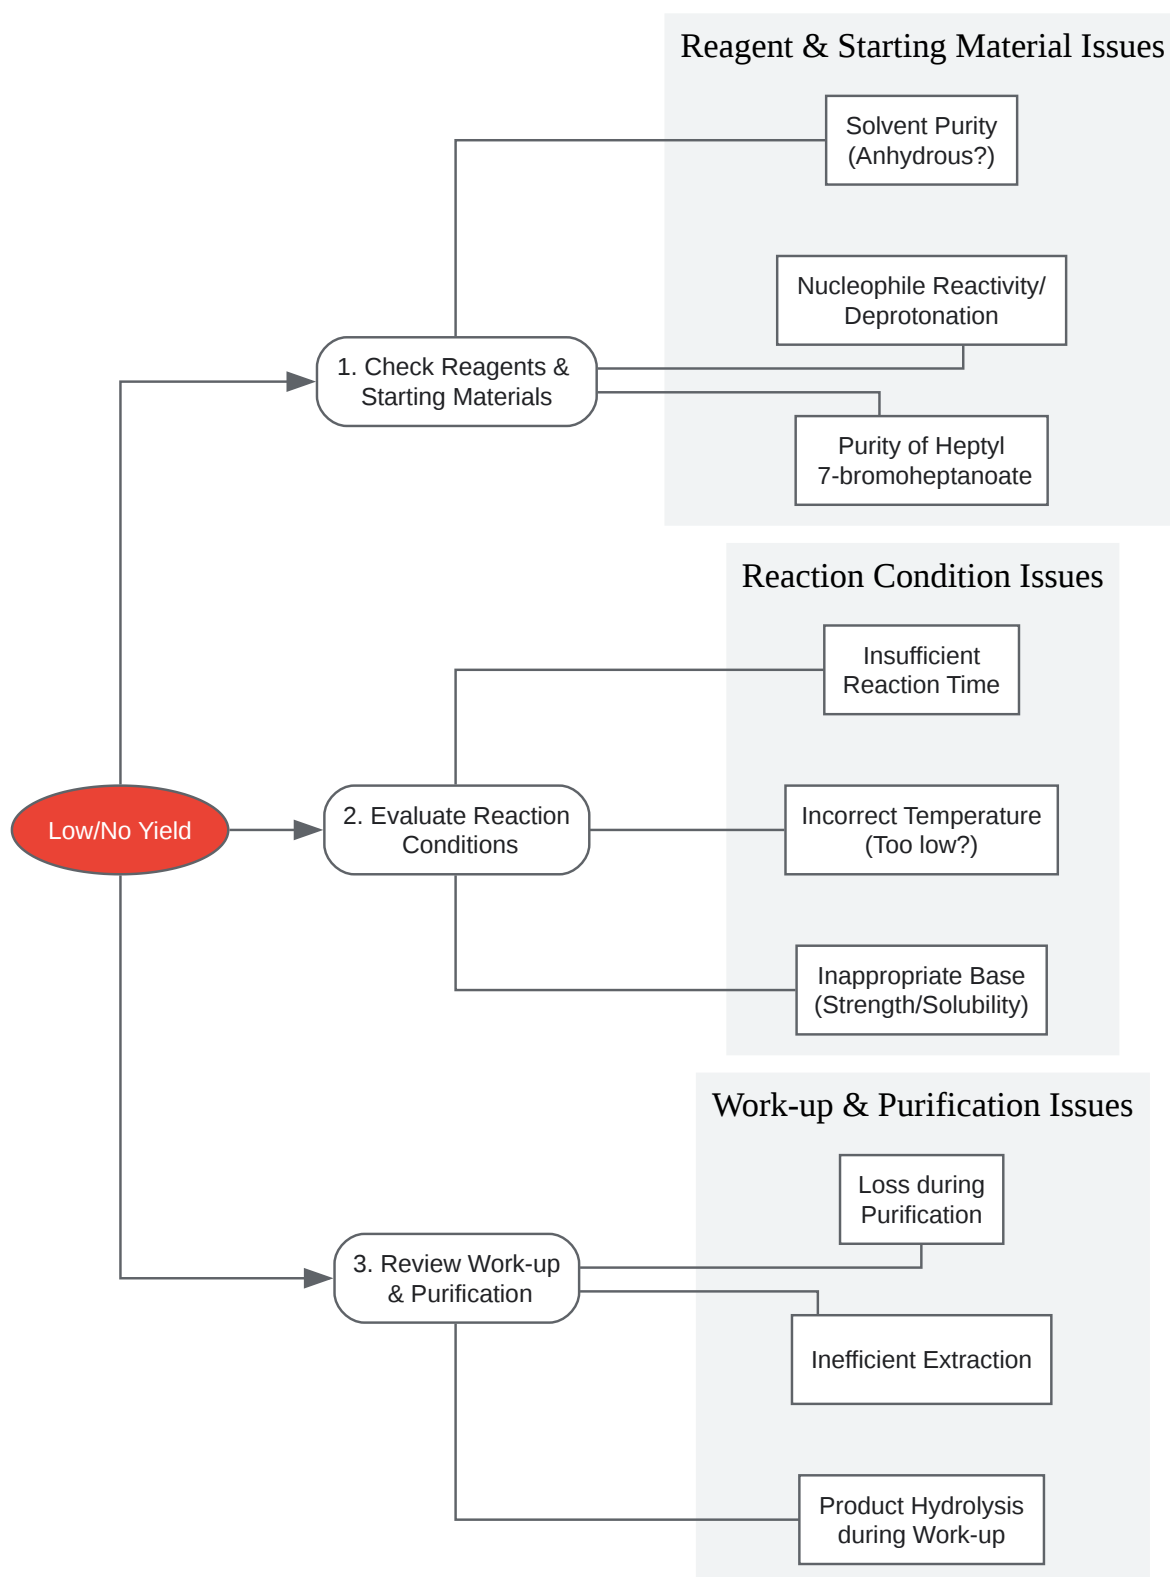 Reagent & Starting Material Issues
Solvent Purity
(Anhydrous?)
Nucleophile Reactivity/
Deprotonation
1. Check Reagents &
Starting Materials
Purity of Heptyl
7-bromoheptanoate
Reaction Condition Issues
Insufficient
Reaction Time
Low/No Yield
2. Evaluate Reaction
Conditions
Incorrect Temperature
(Too low?)
Inappropriate Base
(Strength/Solubility)
Work-up & Purification Issues
Loss during
Purification
3. Review Work-up
& Purification
Inefficient Extraction
Product Hydrolysis
during Work-up